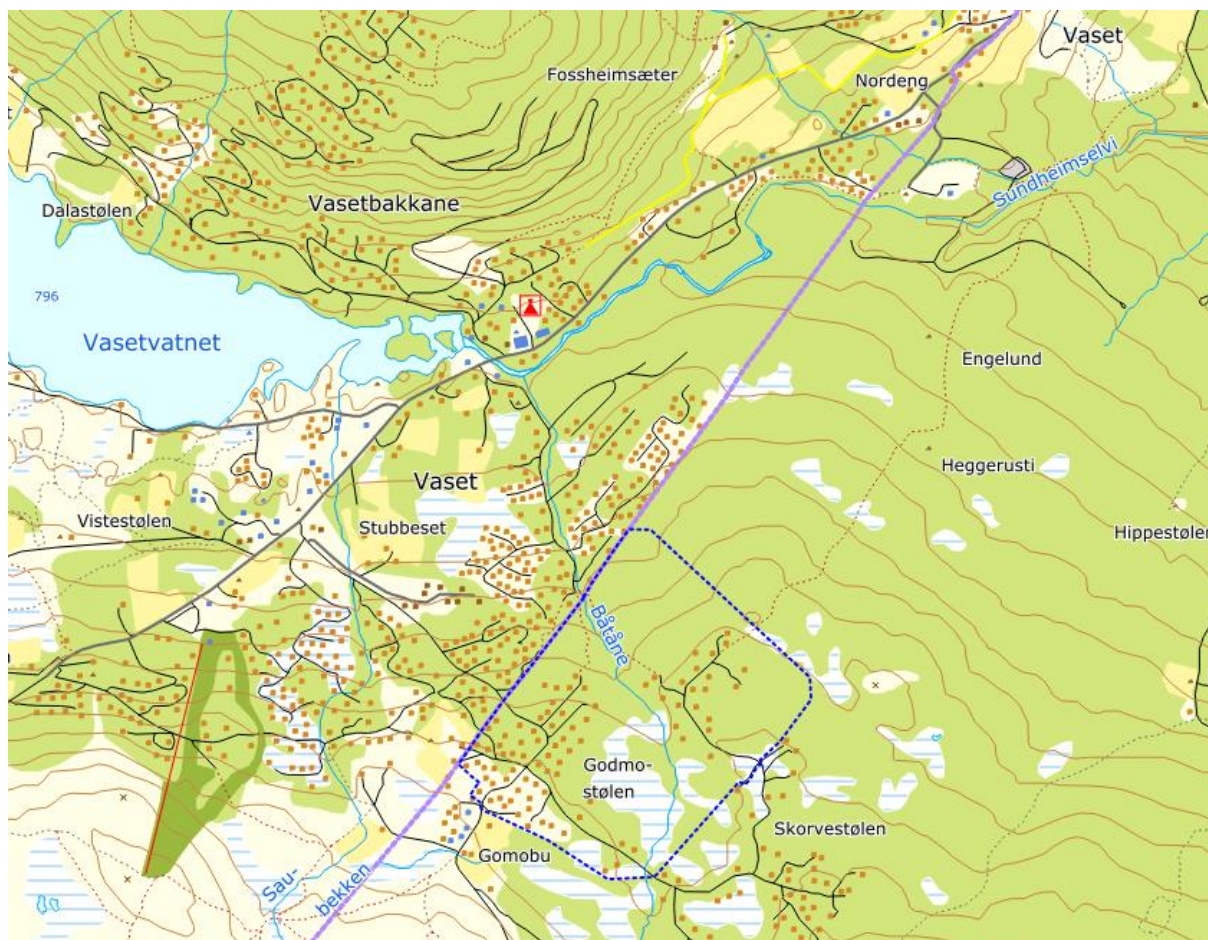 Vaset
Fossheimsæter
Nordeng
Sundheimselvi
Vasetbakkane
Dalastølen
796
Vasetvatnet
Engelund
Heggerusti
Vaset
Vistestølen
Stubbeset
Hippestølen
Båtåne
Godmo-
stølen
Skorvestølen
Gomobu
Sau-
bekken